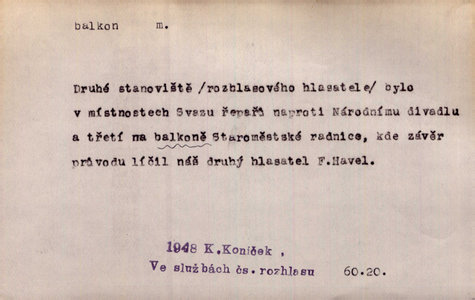 balkon m.
Druhé stanoviště /rozhlasového hlasatele/ bylo
v místnostech Svazu řepařů naproti Národnímu divadlu
a třetí na balkoně Staroměstské radnice, kde závěr
průvodu líčil náš druhý hlasatel F.Havel.
1948 K.Koníček ,
Ve službách čs. rozhlasu 60.20.